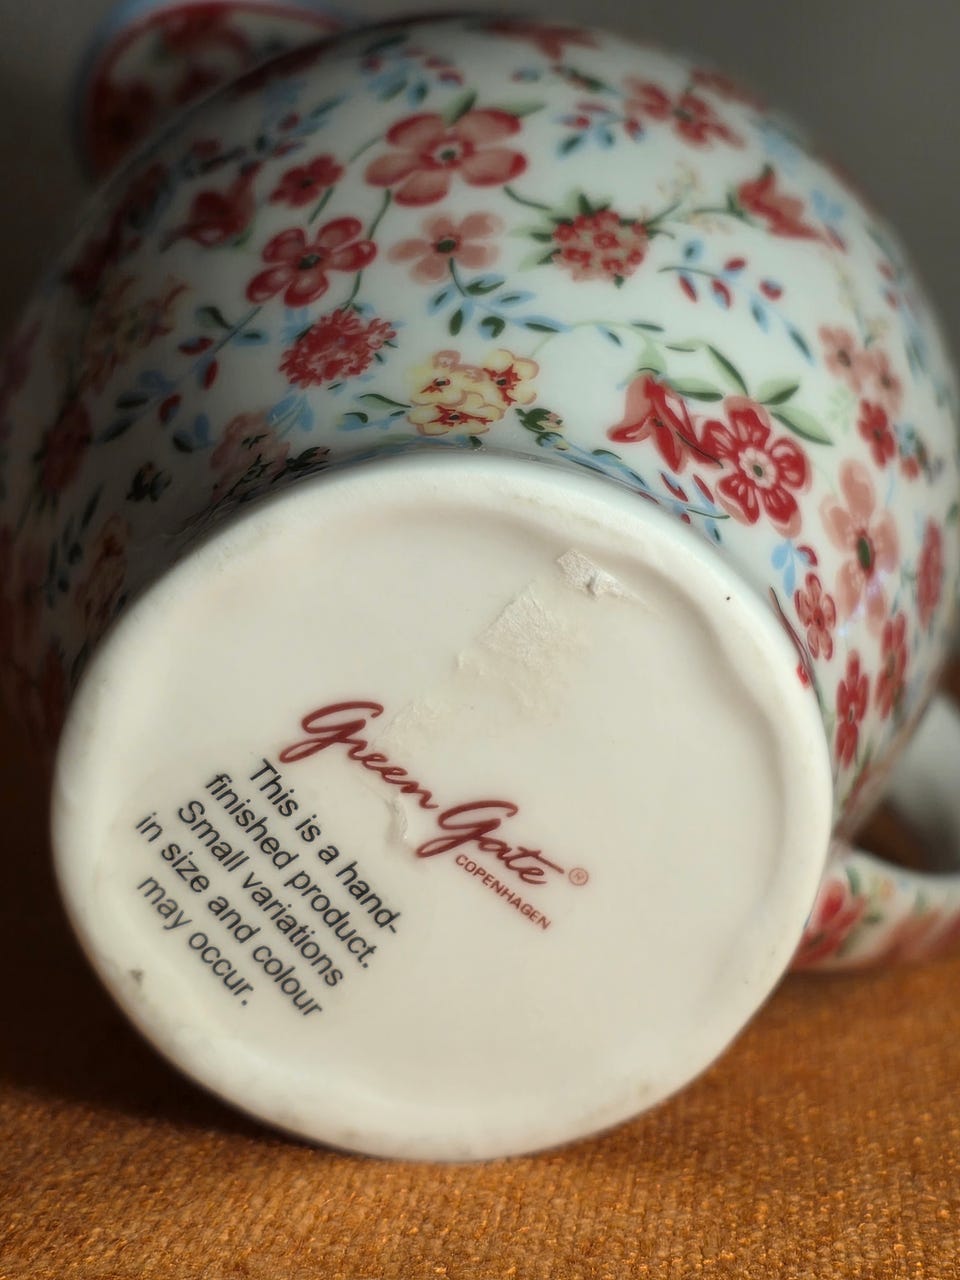 Green Gate®
COPENHAGEN
This is a hand-
finished product.
Small variations
in size and colour
may occur.